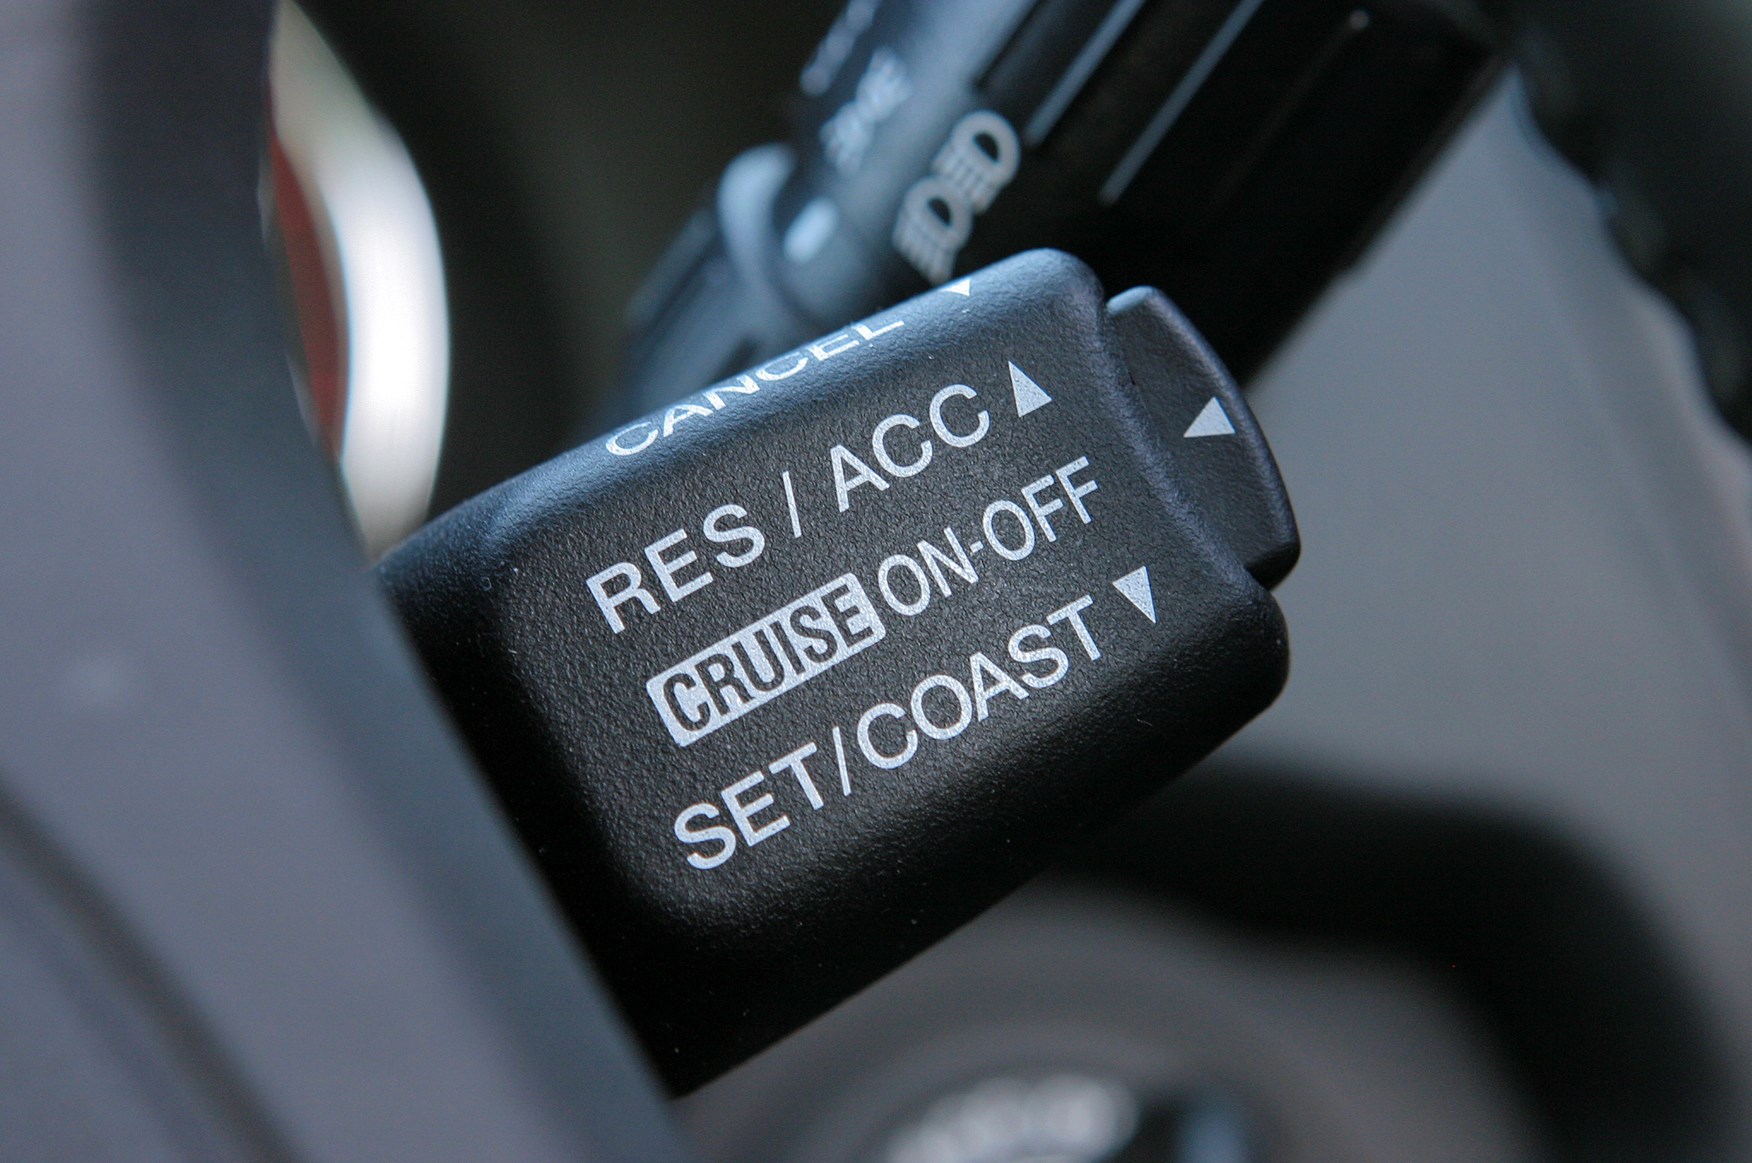 CANCEL
RES / ACC
CRUISE ON-OFF
SET/COAST